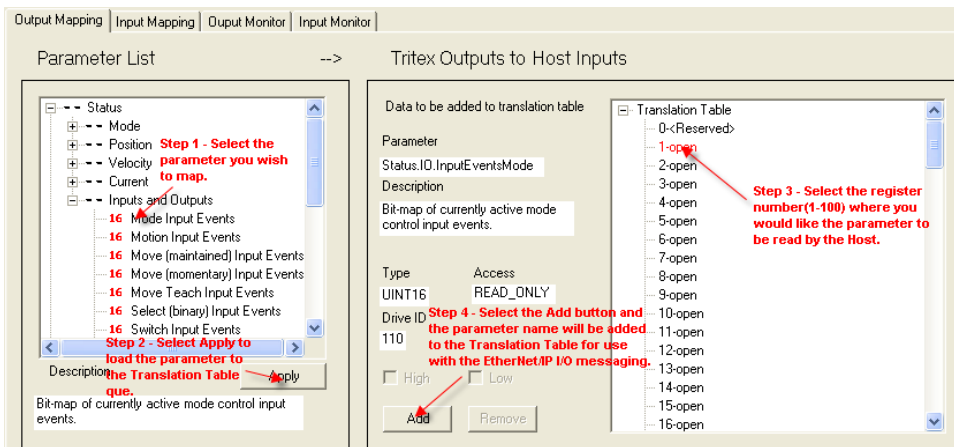 Output Mapping Input Mapping Ouput Monitor Input Monitor
Parameter List --> Tritex Outputs to Host Inputs
Status
Mode
Position
Velocity
Current
Inputs and Outputs
16 Mode Input Events
16 Motion Input Events
16 Move (maintained) Input Events
16 Move (momentary) Input Events
16 Move Teach Input Events
16 Select (binary) Input Events
16 Switch Input Events
Step 1 - Select the
parameter you wish
to map.
Step 2 - Select Apply to
load the parameter to
the Translation Table
que.
Description
Apply
Bit-map of currently active mode control input
events.
Data to be added to translation table
Parameter
Status.IO.InputEventsMode
Description
Bit-map of currently active mode
control input events.
Type Access
UINT16 READ_ONLY
Drive ID
110
Step 4 - Select the Add button and
the parameter name will be added
to the Translation Table for use
with the EtherNet/IP I/O messaging.
High Low
Add Remove
Translation Table
0-<Reserved>
1-open
2-open
3-open
4-open
5-open
6-open
7-open
8-open
9-open
10-open
11-open
12-open
13-open
14-open
15-open
16-open
Step 3 - Select the register
number(1-100) where you
would like the parameter to
be read by the Host.